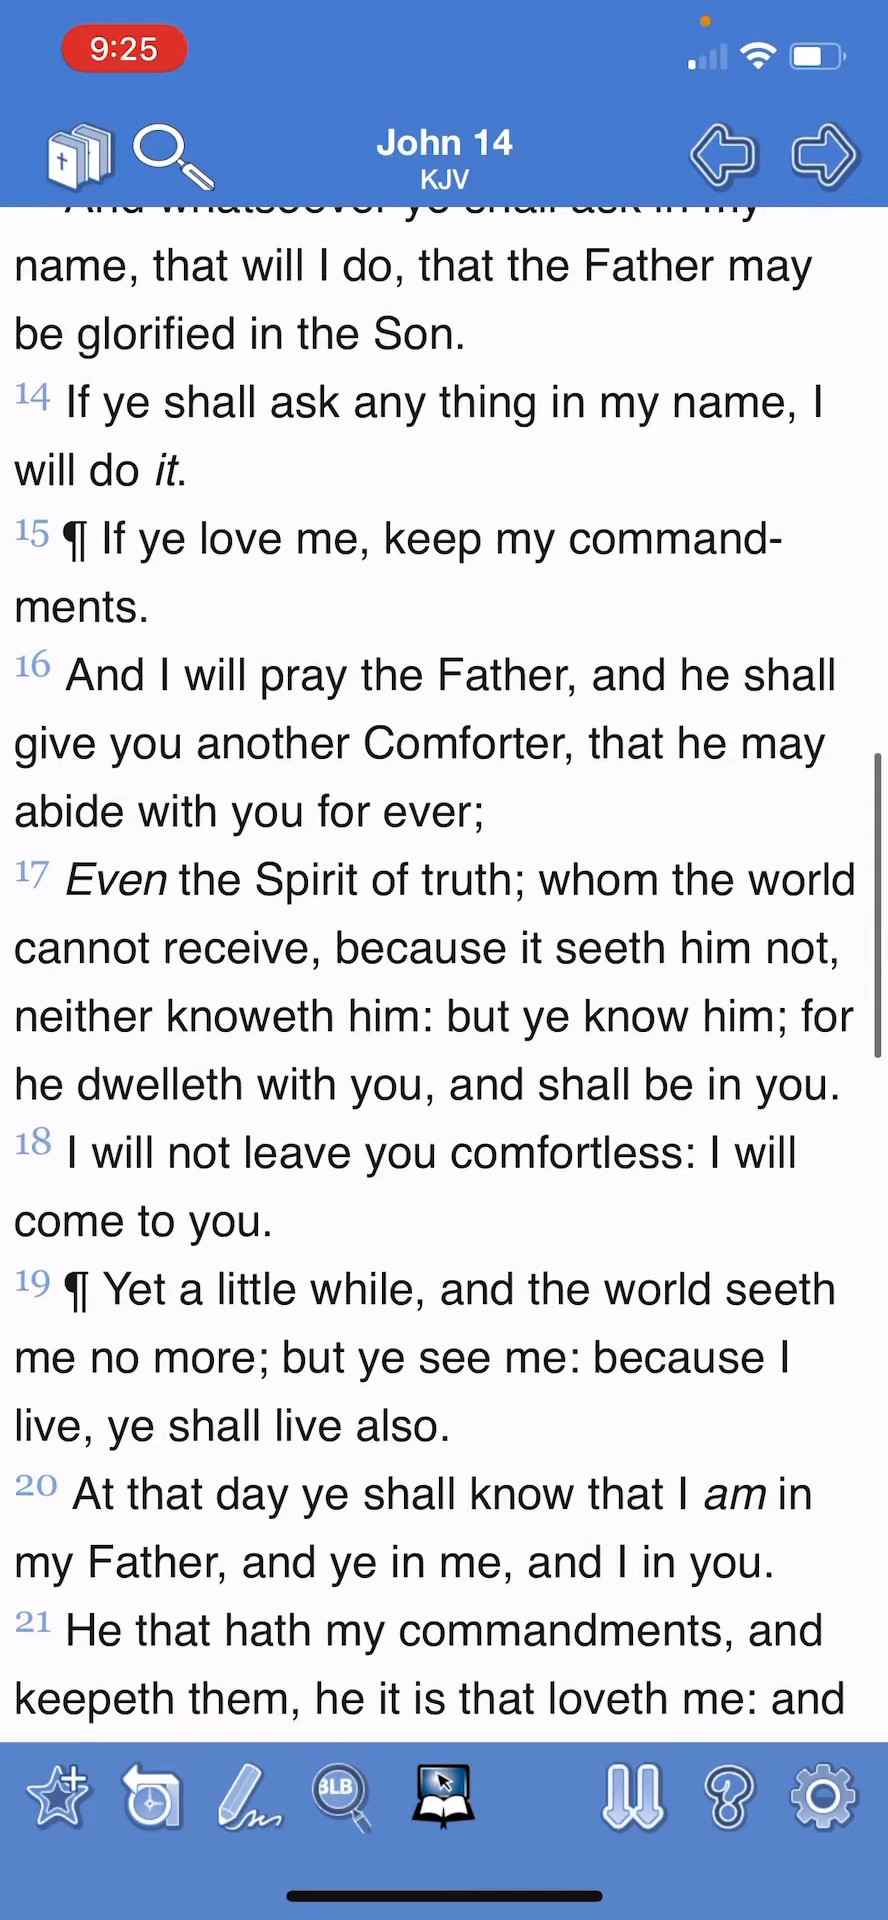 9:25
John 14
KJV
And whatsoever ye shall ask in my
name, that will I do, that the Father may
be glorified in the Son.
14 If ye shall ask any thing in my name, I
will do it.
15 ¶ If ye love me, keep my command-
ments.
16 And I will pray the Father, and he shall
give you another Comforter, that he may
abide with you for ever;
17 Even the Spirit of truth; whom the world
cannot receive, because it seeth him not,
neither knoweth him: but ye know him; for
he dwelleth with you, and shall be in you.
18 I will not leave you comfortless: I will
come to you.
19 ¶ Yet a little while, and the world seeth
me no more; but ye see me: because I
live, ye shall live also.
20 At that day ye shall know that I am in
my Father, and ye in me, and I in you.
21 He that hath my commandments, and
keepeth them, he it is that loveth me: and
BLB